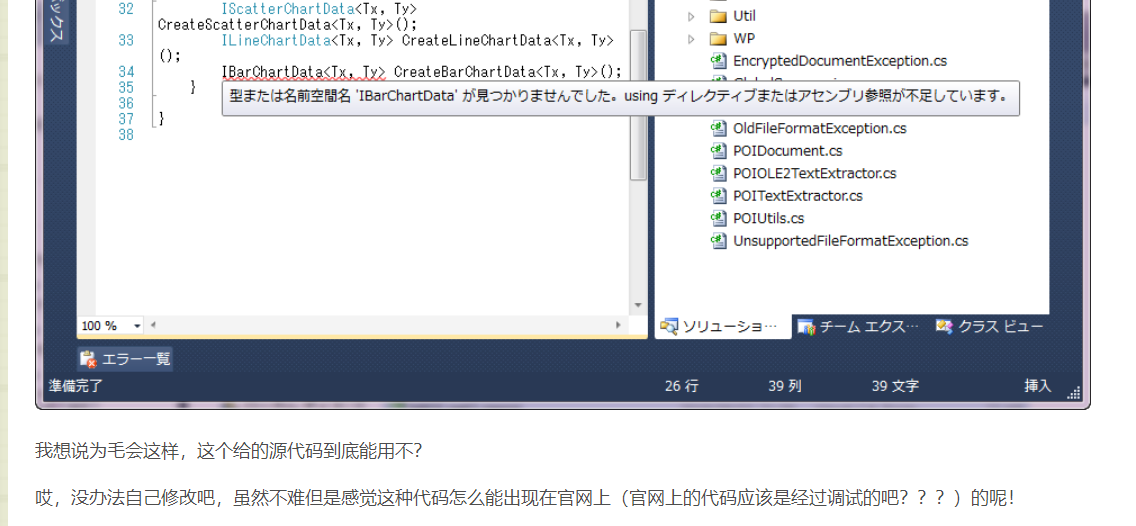 ボックス
32 IScatterChartData<Tx, Ty>
CreateScatterChartData<Tx, Ty>();
33 ILineChartData<Tx, Ty> CreateLineChartData<Tx, Ty>
();
34 IBarChartData<Tx, Ty> CreateBarChartData<Tx, Ty>();
35 }
型または名前空間名 'IBarChartData' が見つかりませんでした。using ディレクティブまたはアセンブリ参照が不足しています。
36
37 }
38
Util
WP
EncryptedDocumentException.cs
OldFileFormatException.cs
POIDocument.cs
POIOLE2TextExtractor.cs
POITextExtractor.cs
POIUtils.cs
UnsupportedFileFormatException.cs
100 %
ソリューショ…
チーム エクス…
クラス ビュー
エラー一覧
準備完了
26 行
39 列
39 文字
挿入
我想说为毛会这样，这个给的源代码到底能用不？
哎，没办法自己修改吧，虽然不难但是感觉这种代码怎么能出现在官网上（官网上的代码应该是经过调试的吧？？？）的呢！